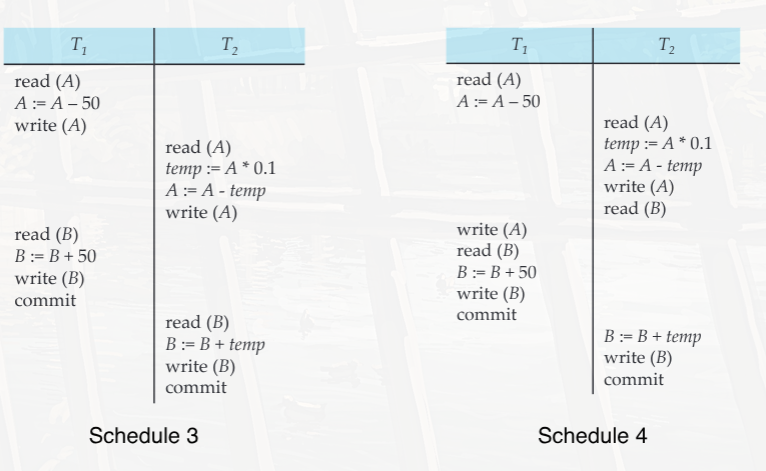 T1 T2
read (A)
A := A – 50
write (A)
read (A)
temp := A * 0.1
A := A - temp
write (A)
read (B)
B := B + 50
write (B)
commit
read (B)
B := B + temp
write (B)
commit
Schedule 3
T1 T2
read (A)
A := A – 50
read (A)
temp := A * 0.1
A := A - temp
write (A)
read (B)
write (A)
read (B)
B := B + 50
write (B)
commit
B := B + temp
write (B)
commit
Schedule 4